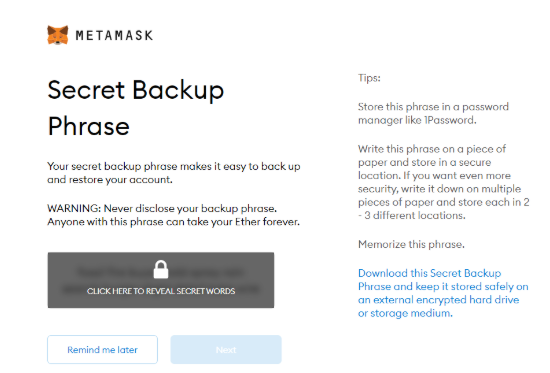 METAMASK
Secret Backup
Phrase
Your secret backup phrase makes it easy to back up
and restore your account.
WARNING: Never disclose your backup phrase.
Anyone with this phrase can take your Ether forever.
CLICK HERE TO REVEAL SECRET WORDS
Remind me later
Next
Tips:
Store this phrase in a password
manager like 1Password.
Write this phrase on a piece of
paper and store in a secure
location. If you want even more
security, write it down on multiple
pieces of paper and store each in 2
- 3 different locations.
Memorize this phrase.
Download this Secret Backup
Phrase and keep it stored safely on
an external encrypted hard drive
or storage medium.